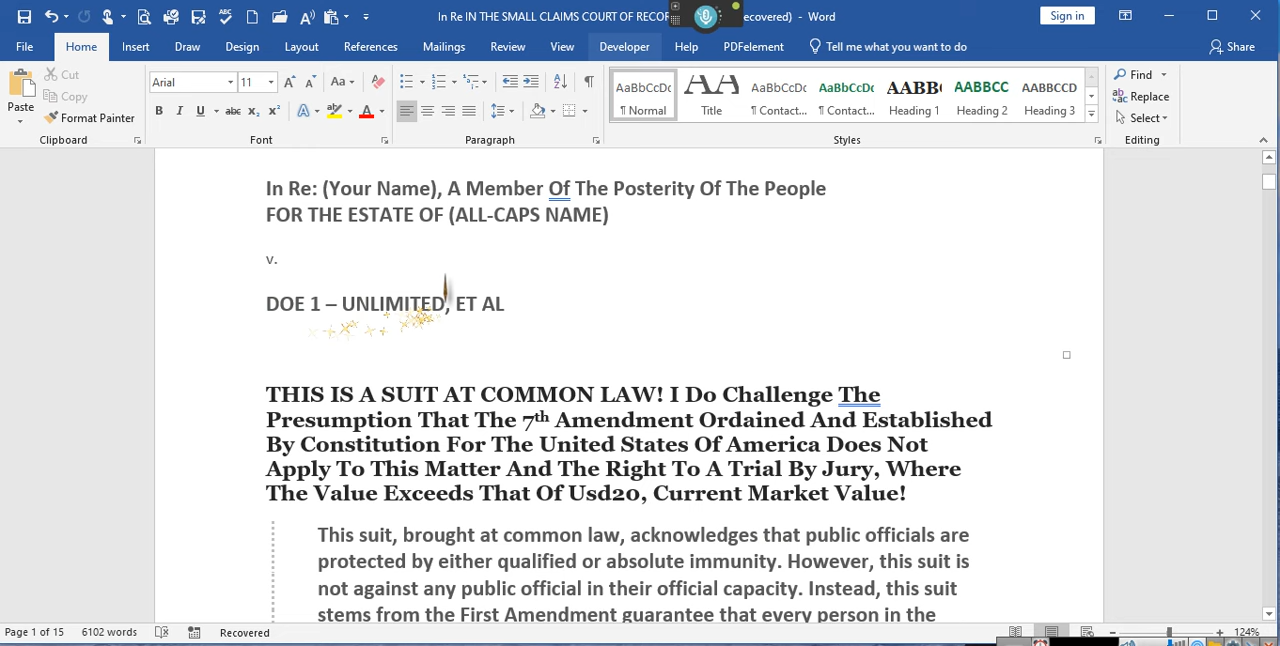 In Re IN THE SMALL CLAIMS COURT OF RECOR
ecovered) - Word
Sign in
File
Home
Insert
Draw
Design
Layout
References
Mailings
Review
View
Developer
Help
PDFelement
Tell me what you want to do
Share
Paste
Cut
Copy
Format Painter
Clipboard
Arial
11
Aa
B I U abc x₂ x²
A
Font
Paragraph
AaBbCcDc
¶ Normal
AA
Title
AaBbCcDc
¶ Contact...
AaBbCcDc
¶ Contact...
AABB(
Heading 1
AABBCC
Heading 2
AABBCCD
Heading 3
Styles
Find
Replace
Select
Editing
In Re: (Your Name), A Member Of The Posterity Of The People
FOR THE ESTATE OF (ALL-CAPS NAME)
v.
DOE 1 – UNLIMITED, ET AL
THIS IS A SUIT AT COMMON LAW! I Do Challenge The
Presumption That The 7th Amendment Ordained And Established
By Constitution For The United States Of America Does Not
Apply To This Matter And The Right To A Trial By Jury, Where
The Value Exceeds That Of Usd20, Current Market Value!
This suit, brought at common law, acknowledges that public officials are
protected by either qualified or absolute immunity. However, this suit is
not against any public official in their official capacity. Instead, this suit
stems from the First Amendment guarantee that every person in the
Page 1 of 15
6102 words
Recovered
124%